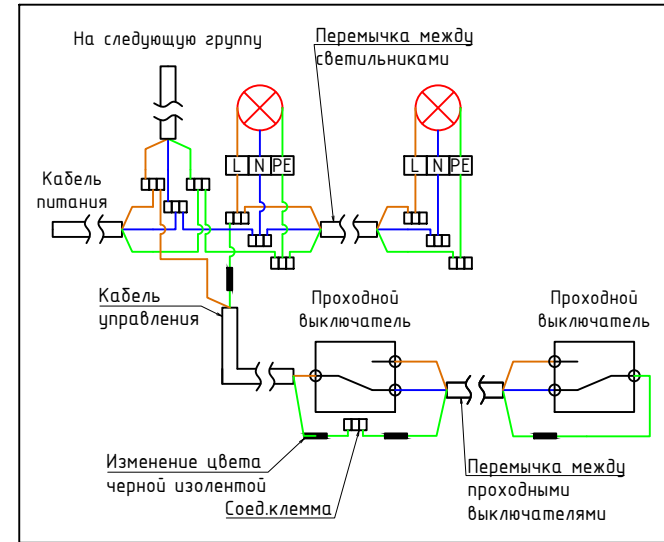 На следующую группу
Перемычка между
светильниками
L N PE
L N PE
Кабель
питания
Кабель
управления
Проходной
выключатель
Проходной
выключатель
Изменение цвета
черной изолентой
Соед.клемма
Перемычка между
проходными
выключателями